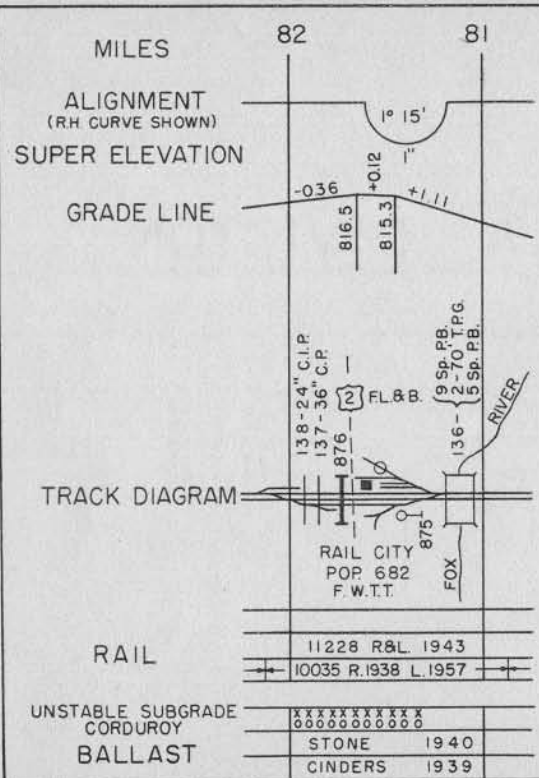 MILES 82 81
ALIGNMENT
(R.H. CURVE SHOWN)
1° 15'
SUPER ELEVATION 1"
GRADE LINE -036 +0.12 +1.11
816.5
815.3
138-24" C.I.P.
137-36" C.P.
876
2 F.L.&B.
136- { 9 Sp. P.B.
2-70' T.P.G.
5 Sp. P.B.
RIVER
TRACK DIAGRAM
875
FOX
RAIL CITY
POP. 682
F. W.T.T.
RAIL
11228 R&L. 1943
10035 R.1938 L.1957
UNSTABLE SUBGRADE XXXXXXXXXXX
CORDUROY OOOOOOOOOOO
BALLAST
STONE 1940
CINDERS 1939